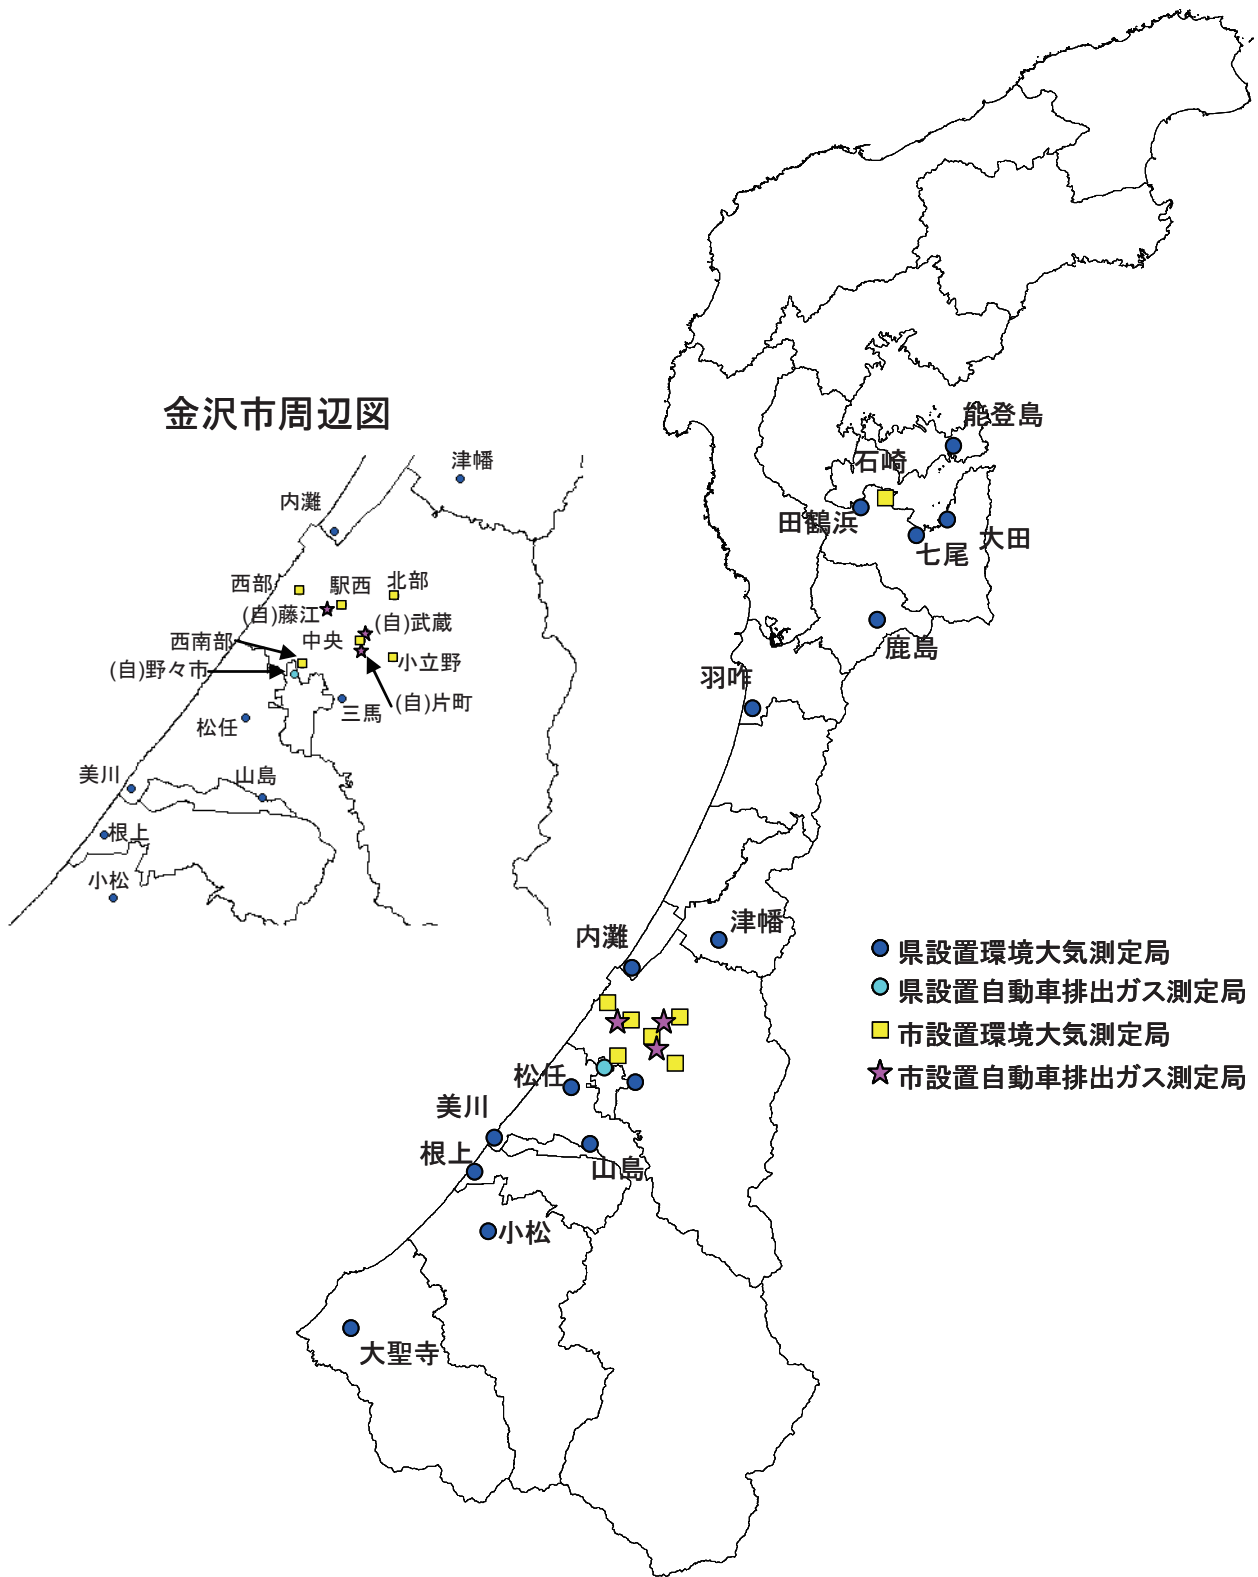 能登島
石崎
田鶴浜
大田
七尾
鹿島
羽咋
金沢市周辺図
津幡
内灘
西部
駅西
北部
(自)藤江
(自)武蔵
西南部
中央
小立野
(自)野々市
(自)片町
三馬
松任
美川
山島
根上
小松
津幡
内灘
県設置環境大気測定局
県設置自動車排出ガス測定局
市設置環境大気測定局
市設置自動車排出ガス測定局
松任
美川
根上
山島
小松
大聖寺